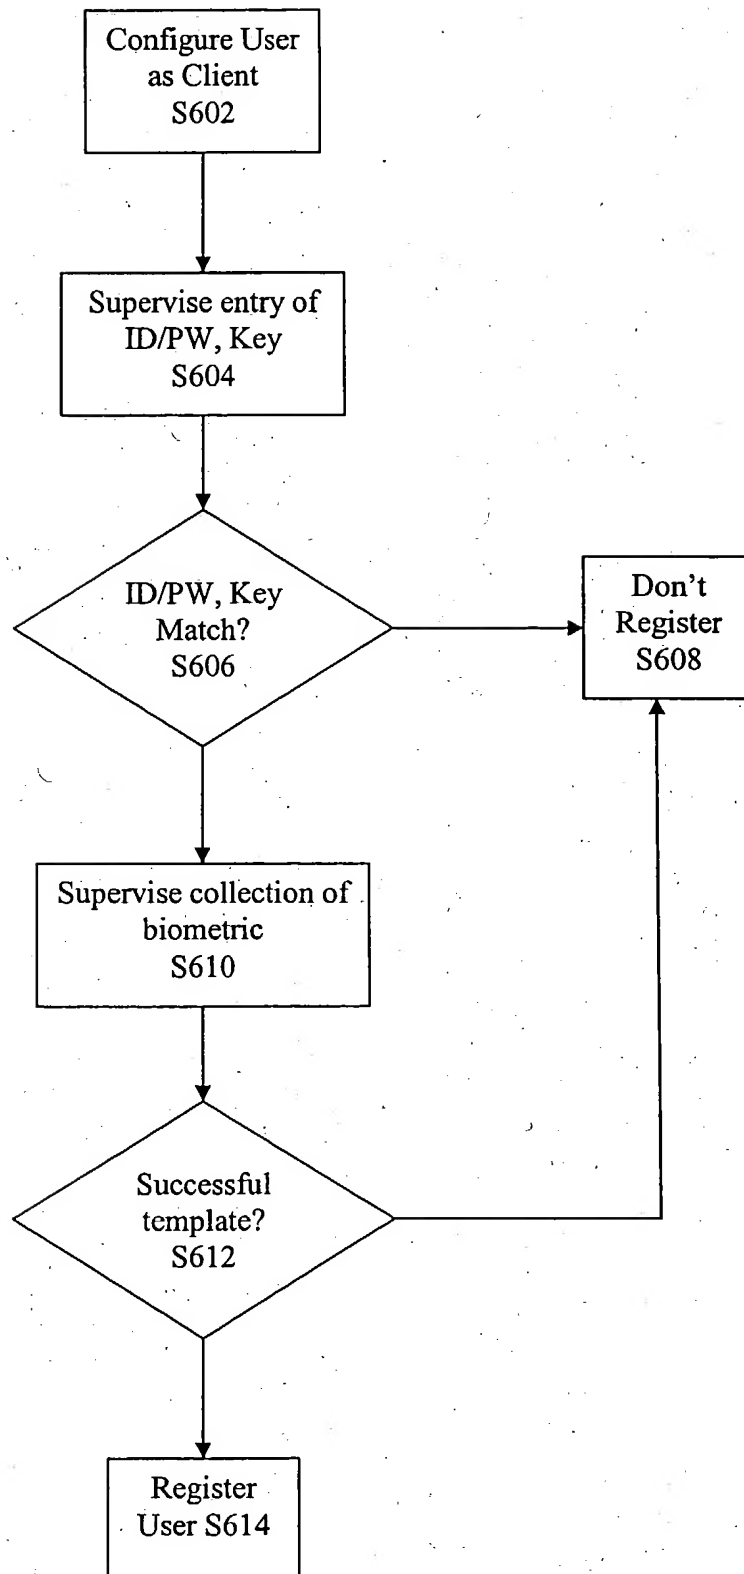 Configure User
as Client
S602
Supervise entry of
ID/PW, Key
S604
ID/PW, Key
Match?
S606
Don't
Register
S608
Supervise collection of
biometric
S610
Successful
template?
S612
Register
User S614